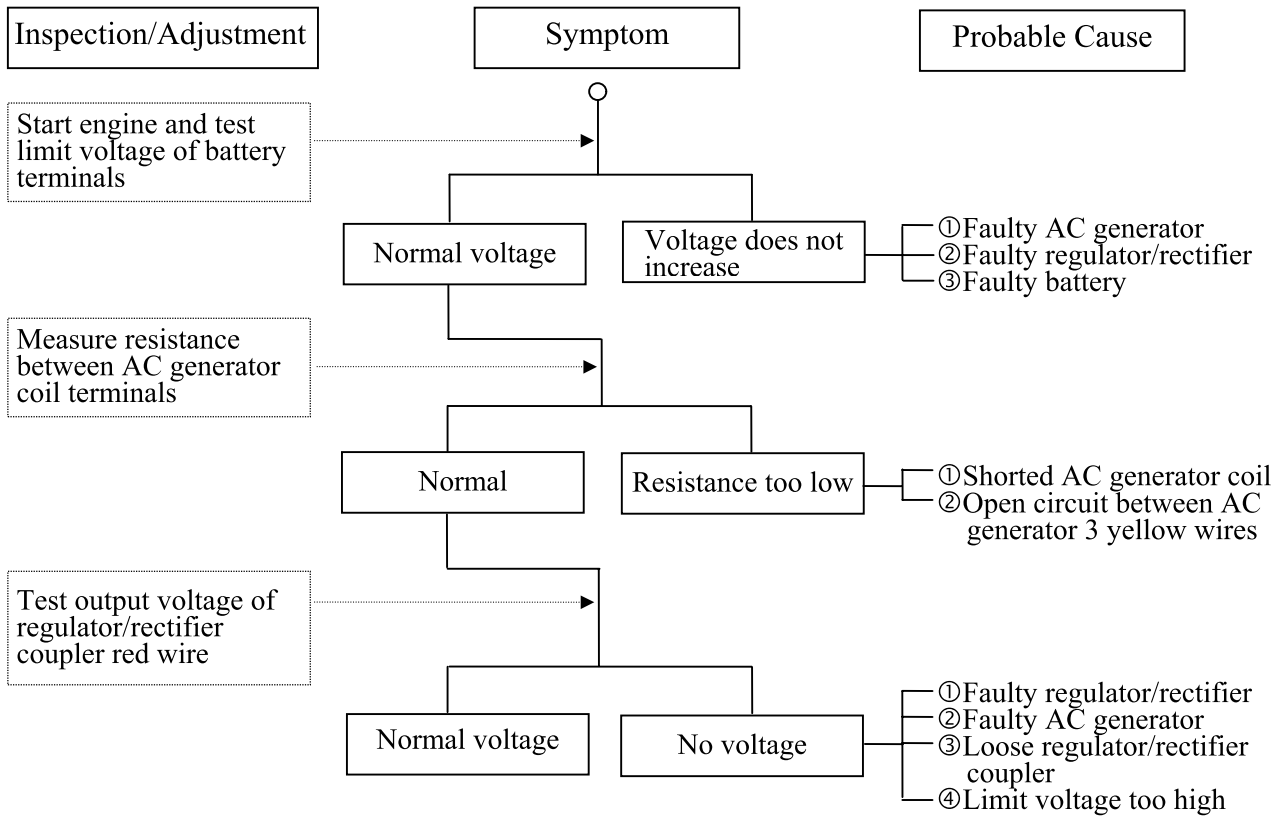 Inspection/Adjustment
Symptom
Probable Cause
Start engine and test
limit voltage of battery
terminals
Normal voltage
Voltage does not
increase
①Faulty AC generator
②Faulty regulator/rectifier
③Faulty battery
Measure resistance
between AC generator
coil terminals
Normal
Resistance too low
①Shorted AC generator coil
②Open circuit between AC
generator 3 yellow wires
Test output voltage of
regulator/rectifier
coupler red wire
Normal voltage
No voltage
①Faulty regulator/rectifier
②Faulty AC generator
③Loose regulator/rectifier
coupler
④Limit voltage too high